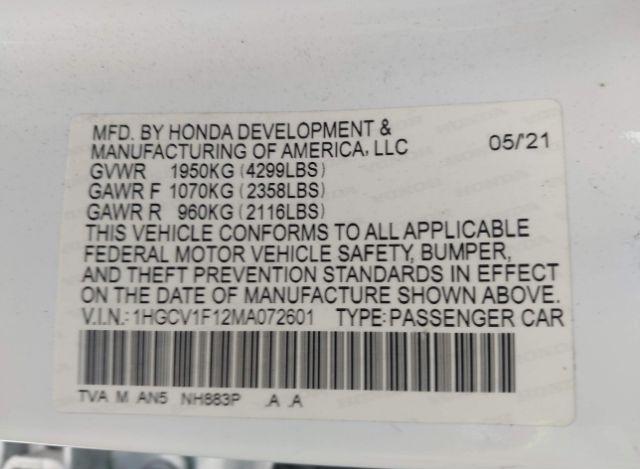 MFD. BY HONDA DEVELOPMENT &
MANUFACTURING OF AMERICA, LLC 05/'21
GVWR 1950KG (4299LBS)
GAWR F 1070KG (2358LBS)
GAWR R 960KG (2116LBS)
THIS VEHICLE CONFORMS TO ALL APPLICABLE
FEDERAL MOTOR VEHICLE SAFETY, BUMPER,
AND THEFT PREVENTION STANDARDS IN EFFECT
ON THE DATE OF MANUFACTURE SHOWN ABOVE.
V.I.N.: 1HGCV1F12MA072601 TYPE: PASSENGER CAR
TVA M AN5 NH883P .A .A